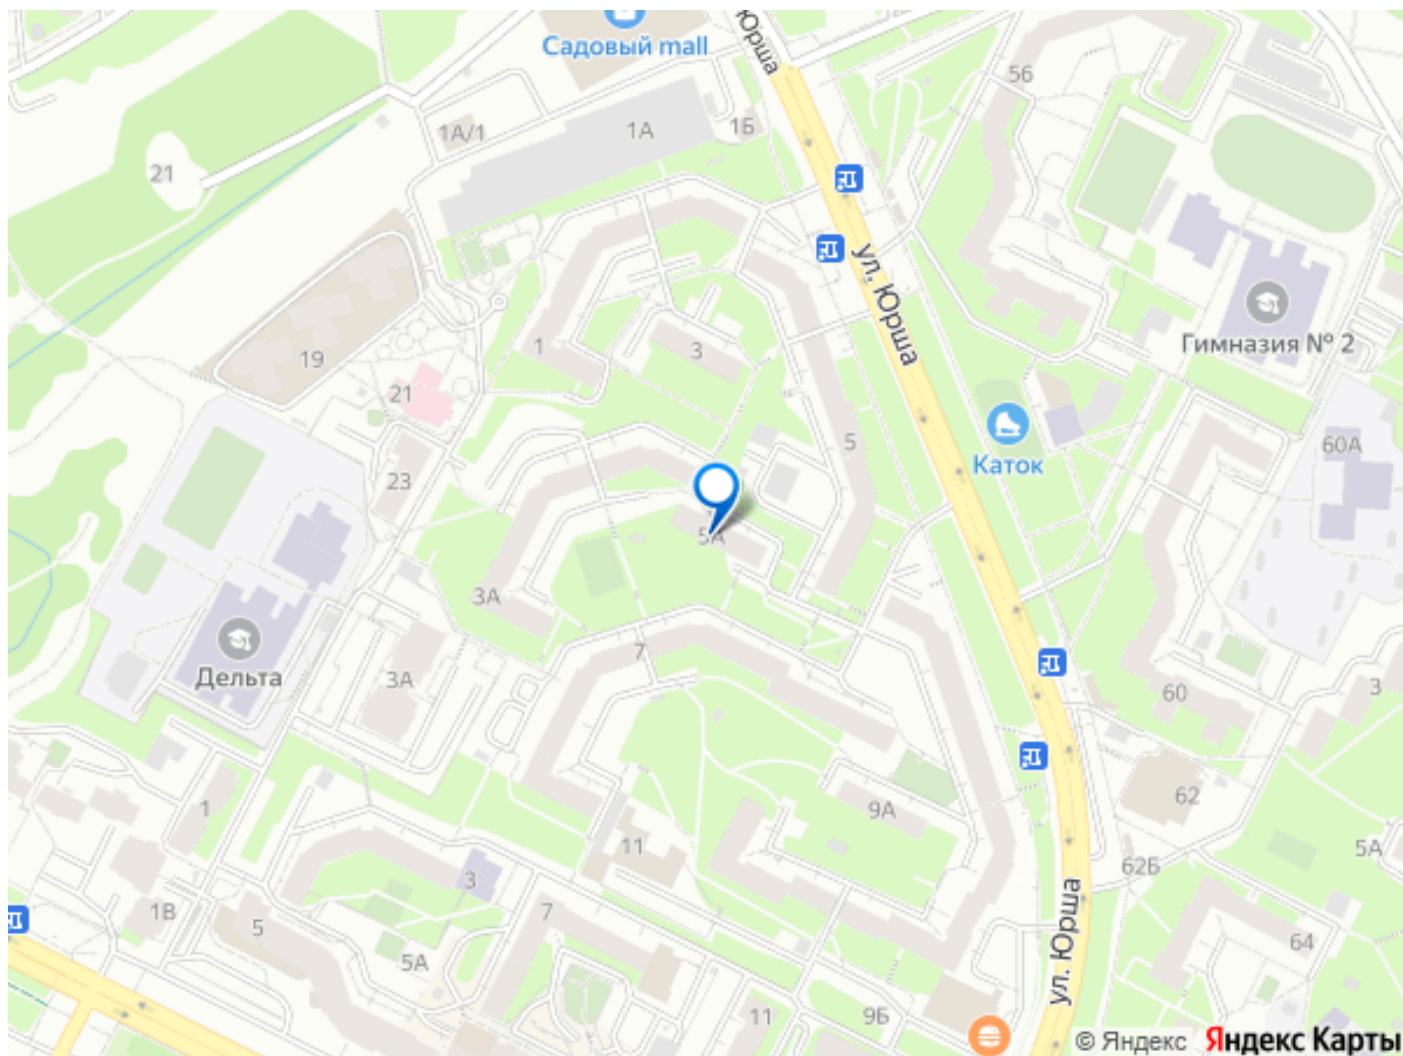 Юрша
Садовый mall
56
1А/1
1А
1Б
21
ул. Юрша
Гимназия № 2
1
3
19
21
5
60А
Каток
23
5А
3А
7
Дельта
3А
60
3
1
62
9А
11
5А
62Б
3
1В
7
5
ул. Юрша
64
5А
11
9Б
© Яндекс Яндекс Карты